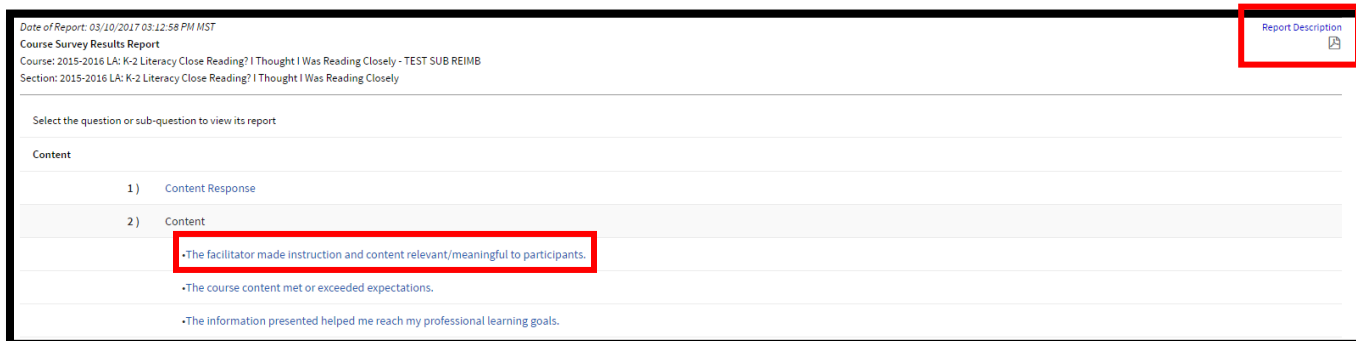 Date of Report: 03/10/2017 03:12:58 PM MST
Report Description
Course Survey Results Report
Course: 2015-2016 LA: K-2 Literacy Close Reading? I Thought I Was Reading Closely - TEST SUB REIMB
Section: 2015-2016 LA: K-2 Literacy Close Reading? I Thought I Was Reading Closely
Select the question or sub-question to view its report
Content
1 ) Content Response
2 ) Content
•The facilitator made instruction and content relevant/meaningful to participants.
•The course content met or exceeded expectations.
•The information presented helped me reach my professional learning goals.